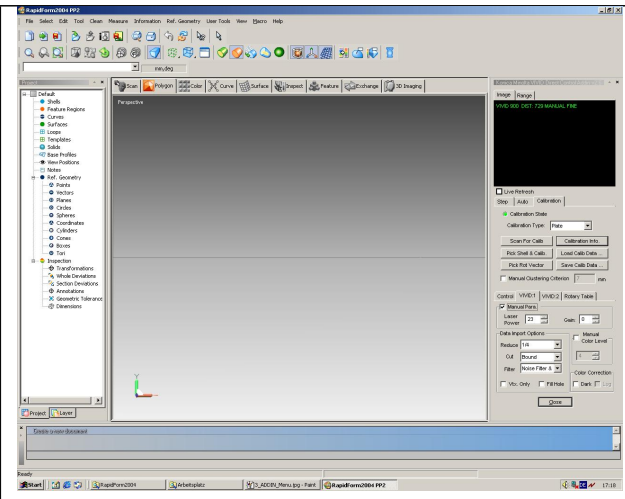 RapidForm2004 PP2
File Select Edit Tool Clean Measure Information Ref. Geometry User Tools View Macro Help
mm,deg
Project
Scan Polygon Color Curve Surface Inspect Feature Exchange 3D Imaging
Default
Shells
Feature Regions
Curves
Surfaces
Loops
Templates
Solids
Base Profiles
View Positions
Notes
Ref. Geometry
Points
Vectors
Planes
Circles
Spheres
Coordinates
Cylinders
Cones
Boxes
Tori
Inspection
Transformations
Whole Deviations
Section Deviations
Annotations
Geometric Tolerance
Dimensions
Project Layer
Perspective
Y
Image Range
VIVID 900 DIST 729 MANUAL FINE
Live Refresh
Step Auto Calibration
Calibration State
Calibration Type: Plate
Scan For Calib Calibration Info.
Pick Shell & Calib. Load Calib Data ...
Pick Rot Vector Save Calib Data ...
Manual Clustering Criterion mm
Control VIVID:1 VIVID:2 Rotary Table
Manual Para.
Laser Power 23 Gain 0
Data Import Options
Manual Color Level
Reduce 1/4
Cut Bound
Filter Noise Filter &
Color Correction
Vtx. Only Fill Hole Dark Log
Close
Create a new document
Ready
Start RapidForm2004 Arbeitsplatz 3_ADDIN_Menu.jpg - Paint RapidForm2004 PP2 DE 17:18